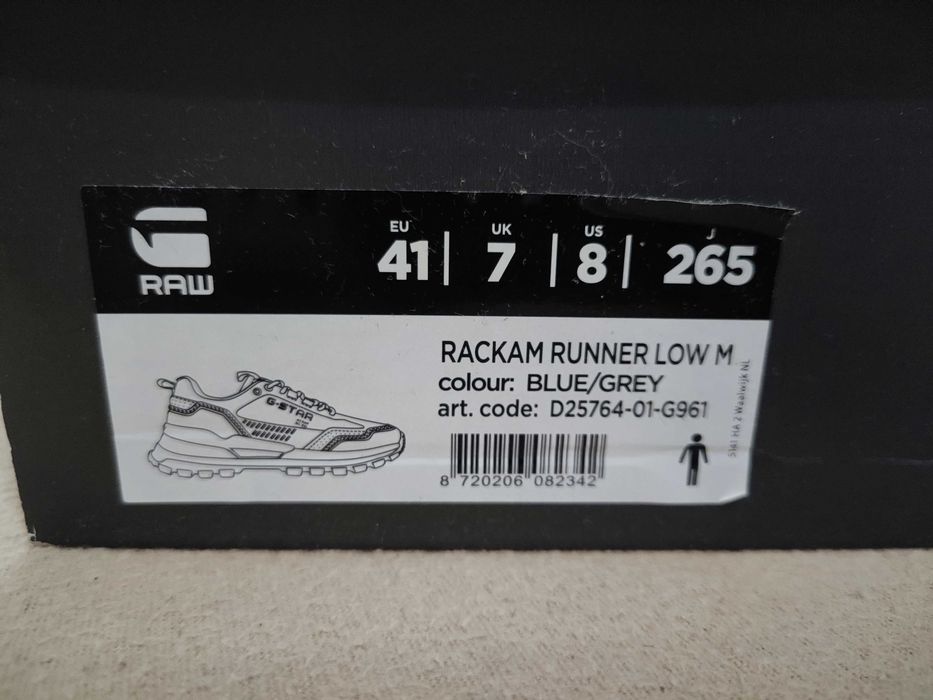 RAW
EU UK US J
41 | 7 | 8 | 265
RACKAM RUNNER LOW M
colour: BLUE/GREY
art. code: D25764-01-G961
G-STAR
8 720206 082342
5141 HA 2 Waalwijk NL